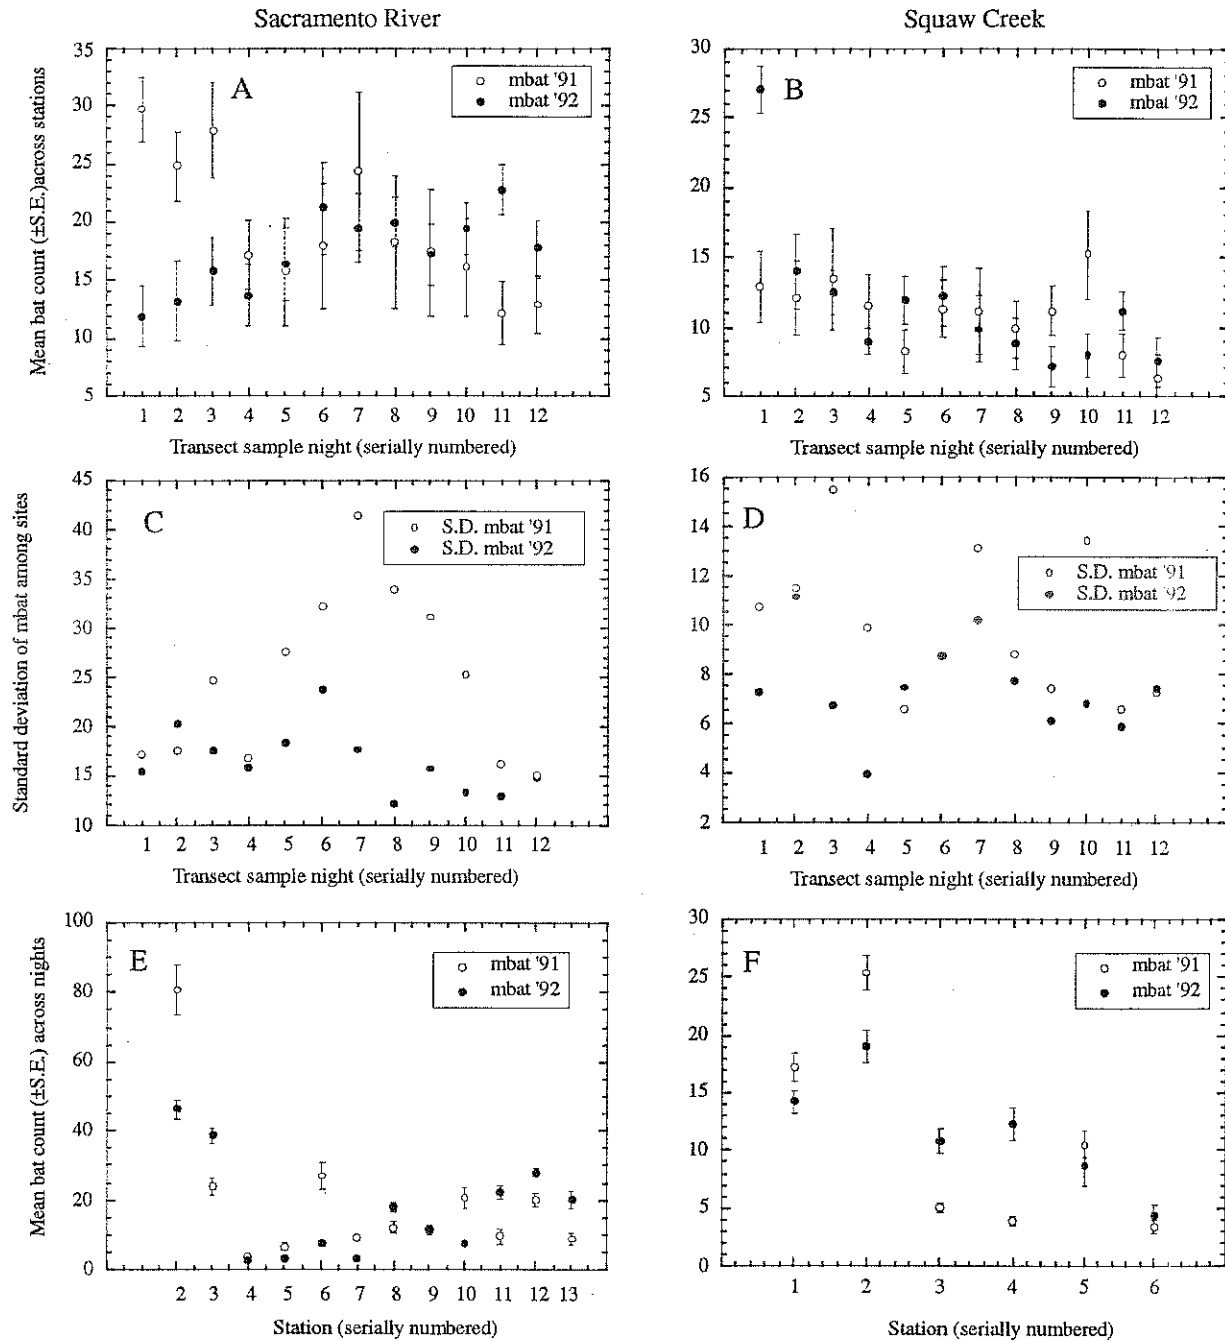 Sacramento River
Squaw Creek
Mean bat count (±S.E.)across stations
35
30
25
20
15
10
5
A
mbat '91
mbat '92
1 2 3 4 5 6 7 8 9 10 11 12
Transect sample night (serially numbered)
30
25
20
15
10
5
B
mbat '91
mbat '92
1 2 3 4 5 6 7 8 9 10 11 12
Transect sample night (serially numbered)
Standard deviation of mbat among sites
45
40
35
30
25
20
15
10
C
S.D. mbat '91
S.D. mbat '92
1 2 3 4 5 6 7 8 9 10 11 12
Transect sample night (serially numbered)
16
14
12
10
8
6
4
2
D
S.D. mbat '91
S.D. mbat '92
1 2 3 4 5 6 7 8 9 10 11 12
Transect sample night (serially numbered)
Mean bat count (±S.E.) across nights
100
80
60
40
20
0
E
mbat '91
mbat '92
2 3 4 5 6 7 8 9 10 11 12 13
Station (serially numbered)
30
25
20
15
10
5
0
F
mbat '91
mbat '92
1 2 3 4 5 6
Station (serially numbered)